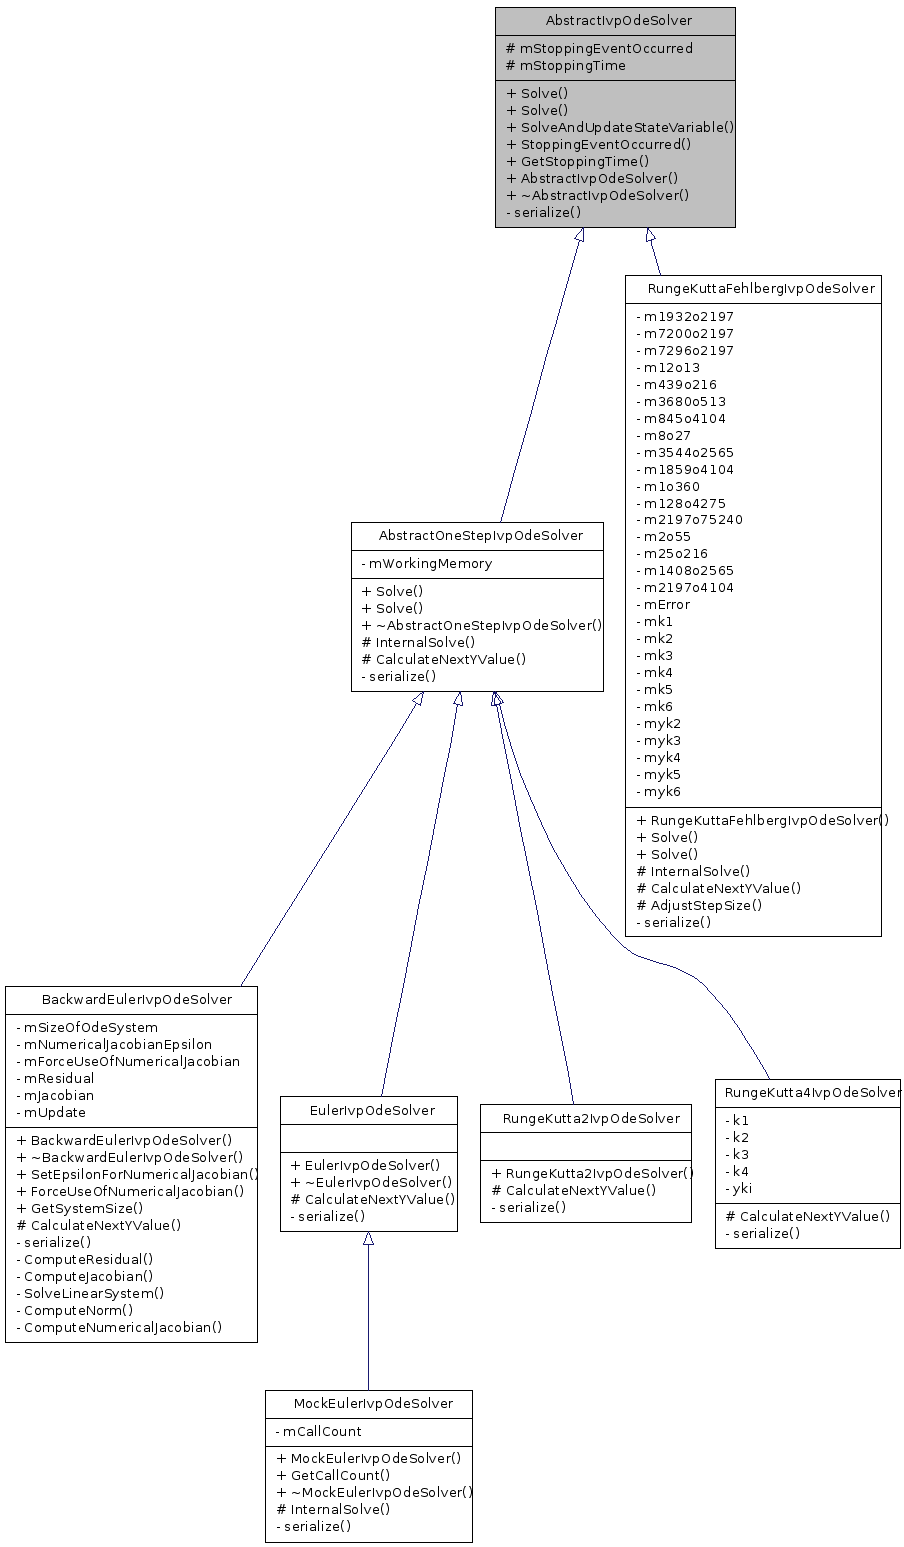 AbstractIvpOdeSolver
# mStoppingEventOccurred
# mStoppingTime
+ Solve()
+ Solve()
+ SolveAndUpdateStateVariable()
+ StoppingEventOccurred()
+ GetStoppingTime()
+ AbstractIvpOdeSolver()
+ ~AbstractIvpOdeSolver()
- serialize()
RungeKuttaFehlbergIvpOdeSolver
- m1932o2197
- m7200o2197
- m7296o2197
- m12o13
- m439o216
- m3680o513
- m845o4104
- m8o27
- m3544o2565
- m1859o4104
- m1o360
- m128o4275
- m2197o75240
- m2o55
- m25o216
- m1408o2565
- m2197o4104
- mError
- mk1
- mk2
- mk3
- mk4
- mk5
- mk6
- myk2
- myk3
- myk4
- myk5
- myk6
+ RungeKuttaFehlbergIvpOdeSolver()
+ Solve()
+ Solve()
# InternalSolve()
# CalculateNextYValue()
# AdjustStepSize()
- serialize()
AbstractOneStepIvpOdeSolver
- mWorkingMemory
+ Solve()
+ Solve()
+ ~AbstractOneStepIvpOdeSolver()
# InternalSolve()
# CalculateNextYValue()
- serialize()
BackwardEulerIvpOdeSolver
- mSizeOfOdeSystem
- mNumericalJacobianEpsilon
- mForceUseOfNumericalJacobian
- mResidual
- mJacobian
- mUpdate
+ BackwardEulerIvpOdeSolver()
+ ~BackwardEulerIvpOdeSolver()
+ SetEpsilonForNumericalJacobian()
+ ForceUseOfNumericalJacobian()
+ GetSystemSize()
# CalculateNextYValue()
- serialize()
- ComputeResidual()
- ComputeJacobian()
- SolveLinearSystem()
- ComputeNorm()
- ComputeNumericalJacobian()
EulerIvpOdeSolver
+ EulerIvpOdeSolver()
+ ~EulerIvpOdeSolver()
# CalculateNextYValue()
- serialize()
RungeKutta2IvpOdeSolver
+ RungeKutta2IvpOdeSolver()
# CalculateNextYValue()
- serialize()
RungeKutta4IvpOdeSolver
- k1
- k2
- k3
- k4
- yki
# CalculateNextYValue()
- serialize()
MockEulerIvpOdeSolver
- mCallCount
+ MockEulerIvpOdeSolver()
+ GetCallCount()
+ ~MockEulerIvpOdeSolver()
# InternalSolve()
- serialize()